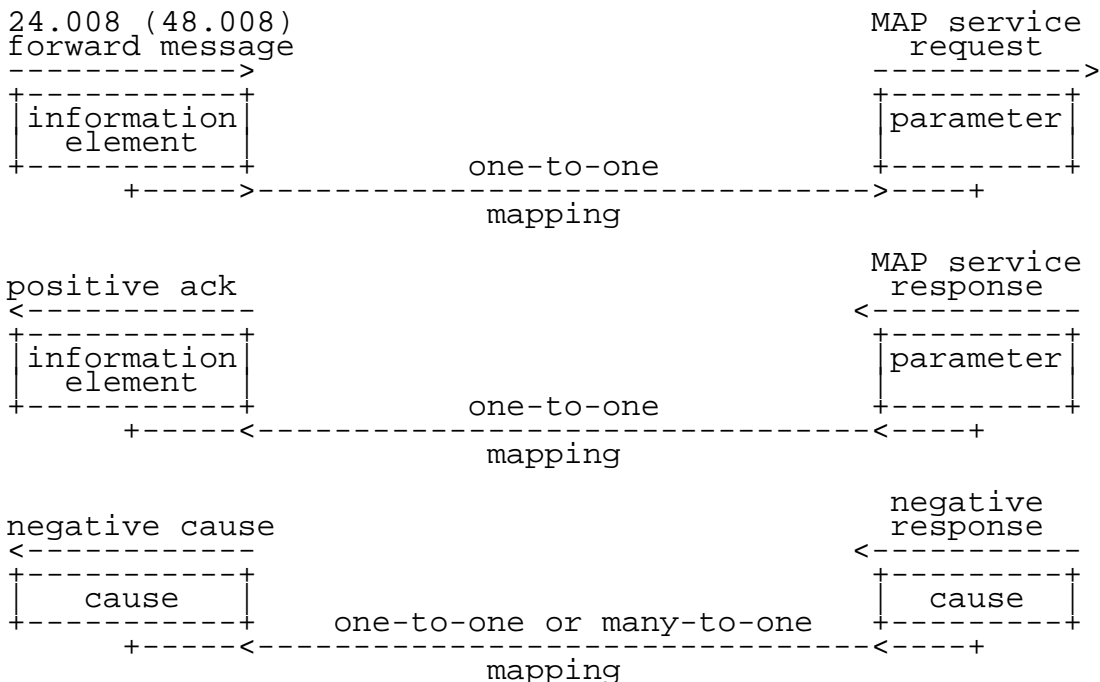 24.008 (48.008) MAP service
forward message request
------------> ----------->
+-----------+ +---------+
|information| |parameter|
| element | | |
+-----------+ one-to-one +---------+
+----->-------------------------------->----+
mapping
MAP service
positive ack response
<------------ <-----------
+-----------+ +---------+
|information| |parameter|
| element | | |
+-----------+ one-to-one +---------+
+-----<--------------------------------<----+
mapping
negative
negative cause response
<------------ <-----------
+-----------+ +---------+
| cause | | cause |
+-----------+ one-to-one or many-to-one +---------+
+-----<--------------------------------<----+
mapping